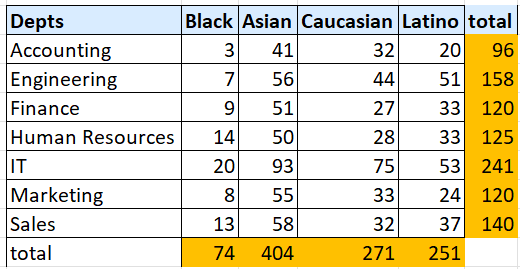 Depts Black Asian Caucasian Latino total
Accounting 3 41 32 20 96
Engineering 7 56 44 51 158
Finance 9 51 27 33 120
Human Resources 14 50 28 33 125
IT 20 93 75 53 241
Marketing 8 55 33 24 120
Sales 13 58 32 37 140
total 74 404 271 251